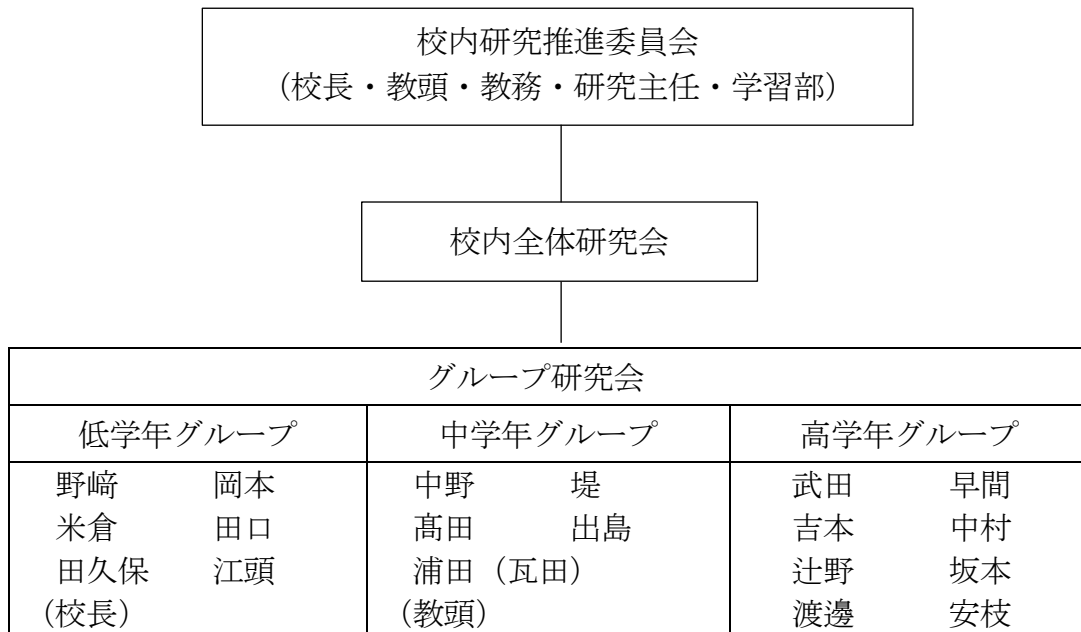 校内研究推進委員会
（校長・教頭・教務・研究主任・学習部）
校内全体研究会
グループ研究会
低学年グループ
野﨑　岡本
米倉　田口
田久保　江頭
（校長）
中学年グループ
中野　堤
髙田　出島
浦田（瓦田）
（教頭）
高学年グループ
武田　早間
吉本　中村
辻野　坂本
渡邊　安枝